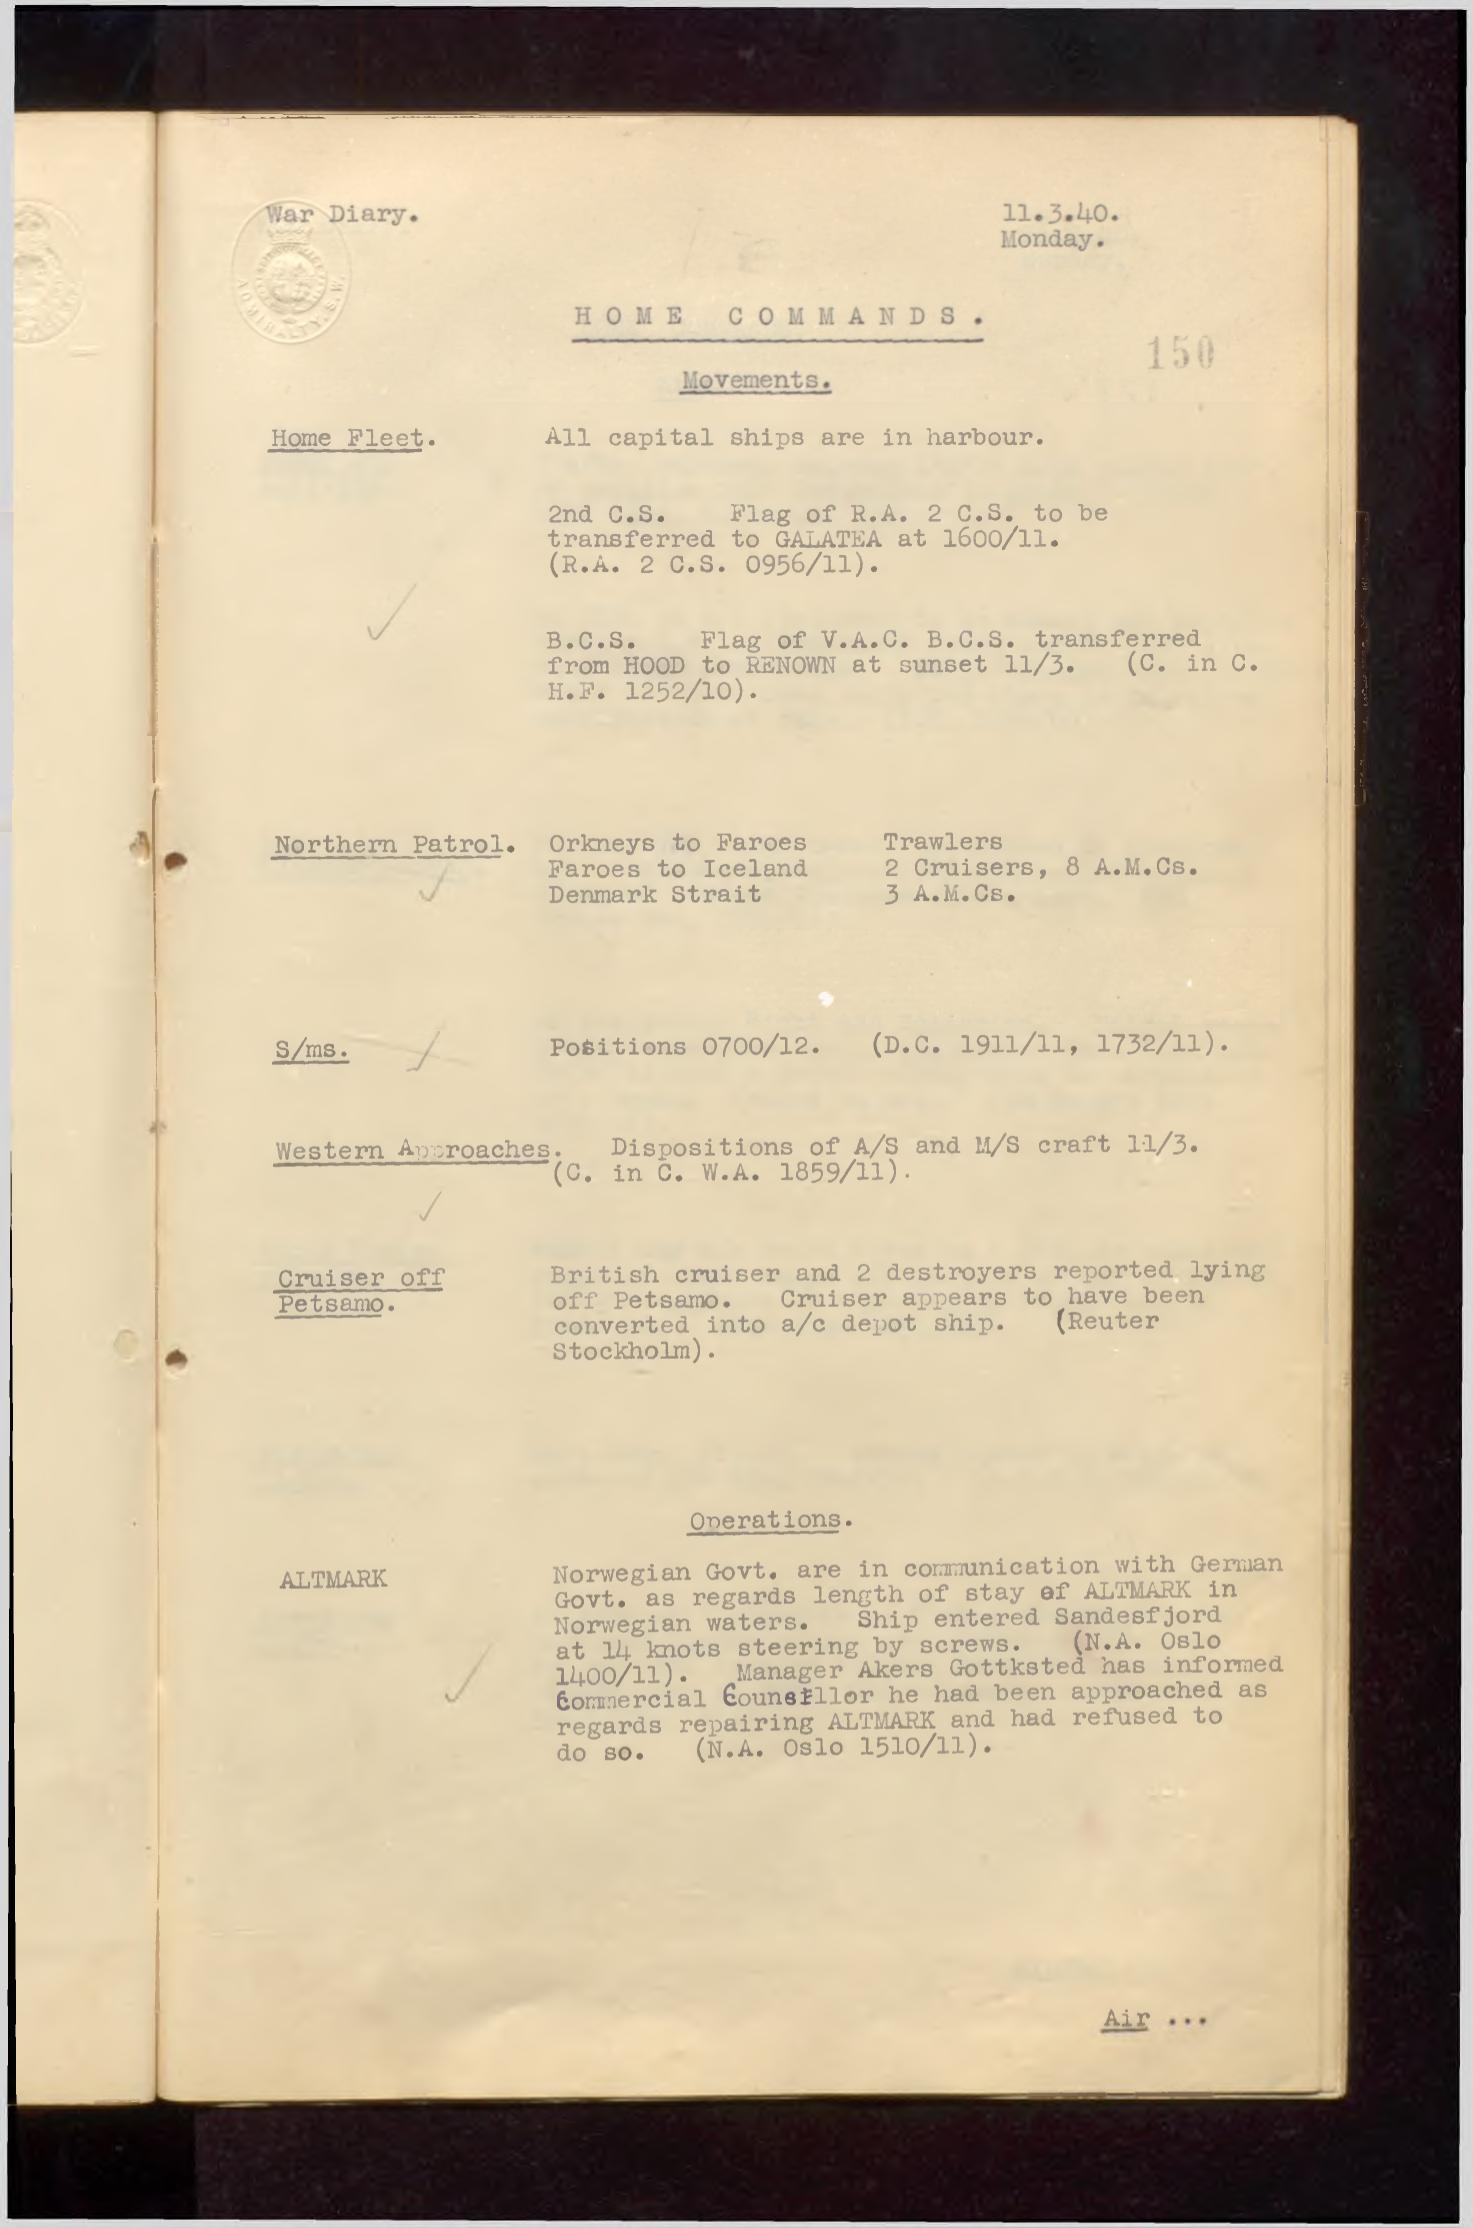 War Diary.
11.3.40.
Monday.
ADMIRALTY. S.W.
HOME COMMANDS.
150
Movements.
Home Fleet. All capital ships are in harbour.
2nd C.S. Flag of R.A. 2 C.S. to be
transferred to GALATEA at 1600/11.
(R.A. 2 C.S. 0956/11).
B.C.S. Flag of V.A.C. B.C.S. transferred
from HOOD to RENOWN at sunset 11/3. (C. in C.
H.F. 1252/10).
Northern Patrol. Orkneys to Faroes Trawlers
Faroes to Iceland 2 Cruisers, 8 A.M.Cs.
Denmark Strait 3 A.M.Cs.
S/ms. Positions 0700/12. (D.C. 1911/11, 1732/11).
Western Approaches. Dispositions of A/S and M/S craft 11/3.
(C. in C. W.A. 1859/11).
Cruiser off
Petsamo.
British cruiser and 2 destroyers reported lying
off Petsamo. Cruiser appears to have been
converted into a/c depot ship. (Reuter
Stockholm).
Operations.
ALTMARK
Norwegian Govt. are in communication with German
Govt. as regards length of stay of ALTMARK in
Norwegian waters. Ship entered Sandesfjord
at 14 knots steering by screws. (N.A. Oslo
1400/11). Manager Akers Gottksted has informed
Commercial Counsellor he had been approached as
regards repairing ALTMARK and had refused to
do so. (N.A. Oslo 1510/11).
Air ...